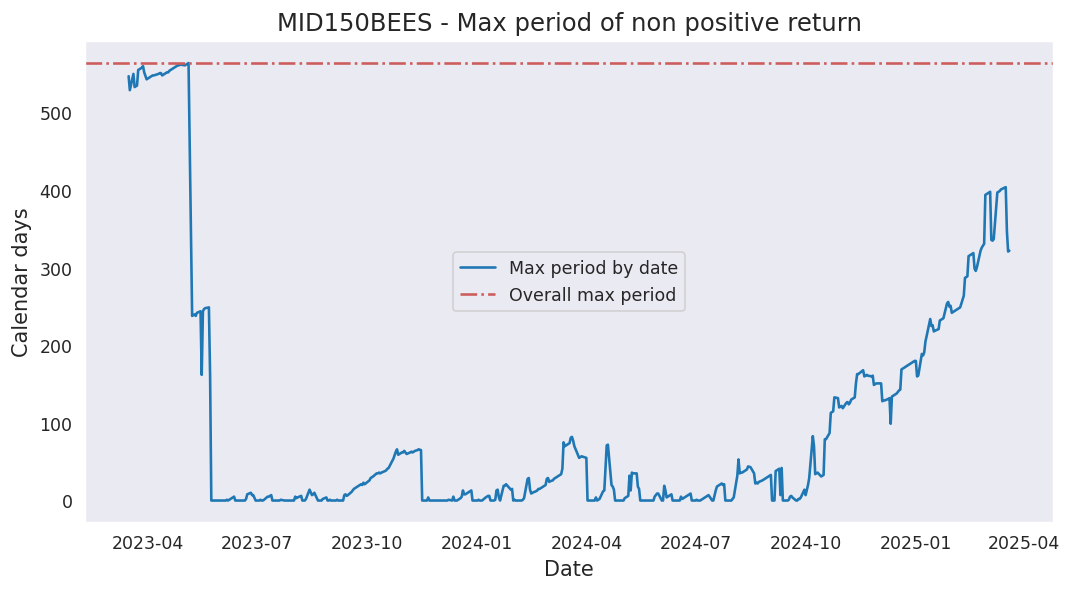 MID150BEES - Max period of non positive return
Calendar days
500
400
300
200
100
0
Max period by date
Overall max period
2023-04 2023-07 2023-10 2024-01 2024-04 2024-07 2024-10 2025-01 2025-04
Date